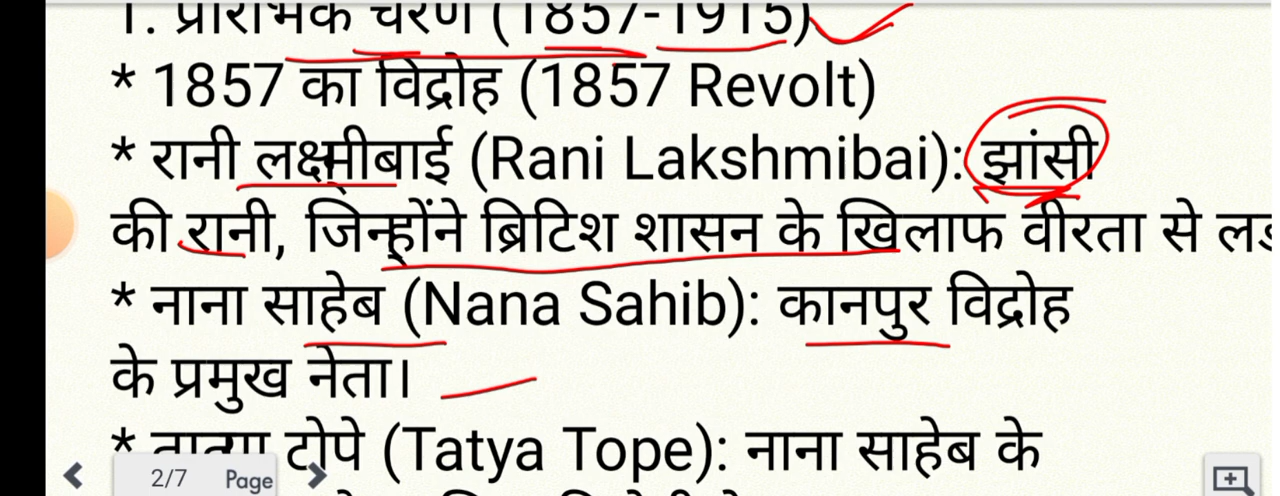 1. प्रारंभिक चरण (1857-1915)
* 1857 का विद्रोह (1857 Revolt)
* रानी लक्ष्मीबाई (Rani Lakshmibai): झांसी
की रानी, जिन्होंने ब्रिटिश शासन के खिलाफ वीरता से
* नाना साहेब (Nana Sahib): कानपुर विद्रोह
के प्रमुख नेता।
* तात्या टोपे (Tatya Tope): नाना साहेब के
2/7 Page